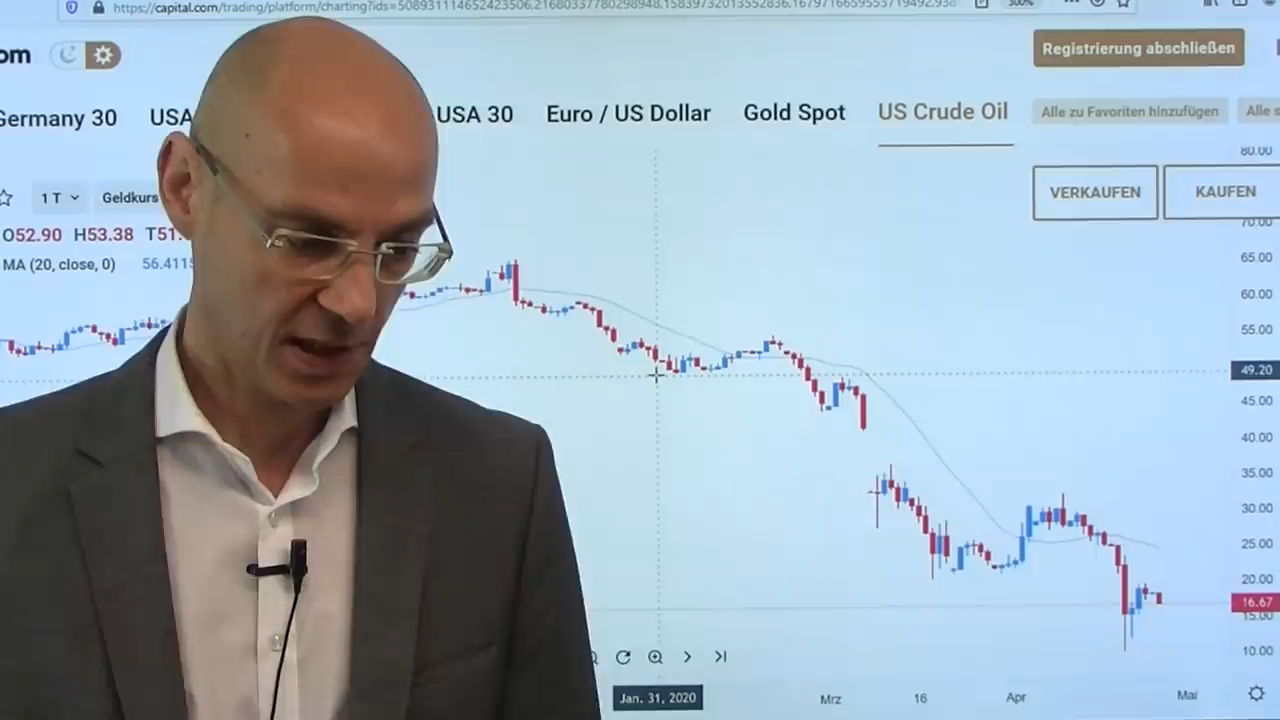 https://capital.com/trading/platform/charting?ids=
300%
om
Registrierung abschließen
Germany 30
USA
USA 30
Euro / US Dollar
Gold Spot
US Crude Oil
Alle zu Favoriten hinzufügen
Alle
80.00
1 T
Geldkurs
VERKAUFEN
KAUFEN
70.00
O52.90 H53.38 T51.
MA (20, close, 0) 56.411
65.00
60.00
55.00
49.20
45.00
40.00
35.00
30.00
25.00
20.00
16.67
15.00
10.00
Jan. 31, 2020
Mrz
16
Apr
Mai